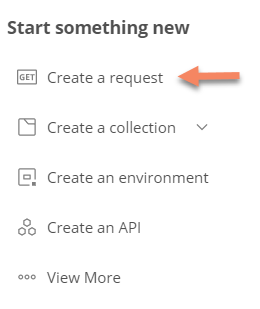 Start something new
GET Create a request
Create a collection
Create an environment
Create an API
View More